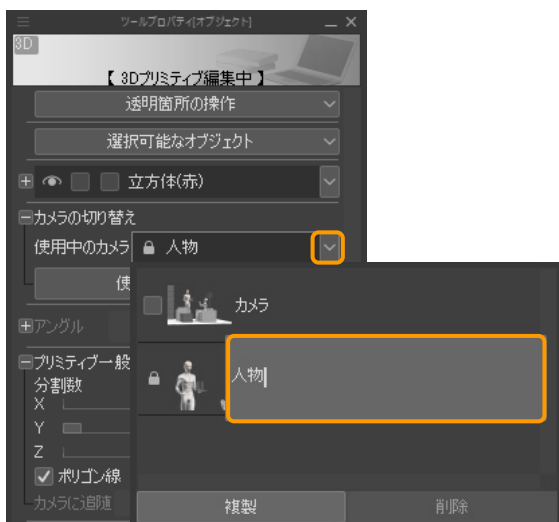 ツールプロパティ[オブジェクト]
3D
【 3Dプリミティブ編集中 】
透明箇所の操作
選択可能なオブジェクト
立方体(赤)
カメラの切り替え
使用中のカメラ 人物
使
カメラ
アングル
人物
プリミティブ一般
分割数
X
Y
Z
ポリゴン線
カメラに追随
複製 削除